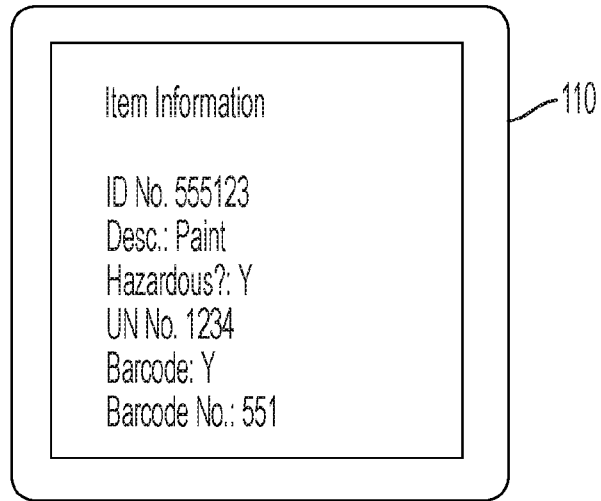 Item Information
110
ID No. 555123
Desc.: Paint
Hazardous?: Y
UN No. 1234
Barcode: Y
Barcode No.: 551